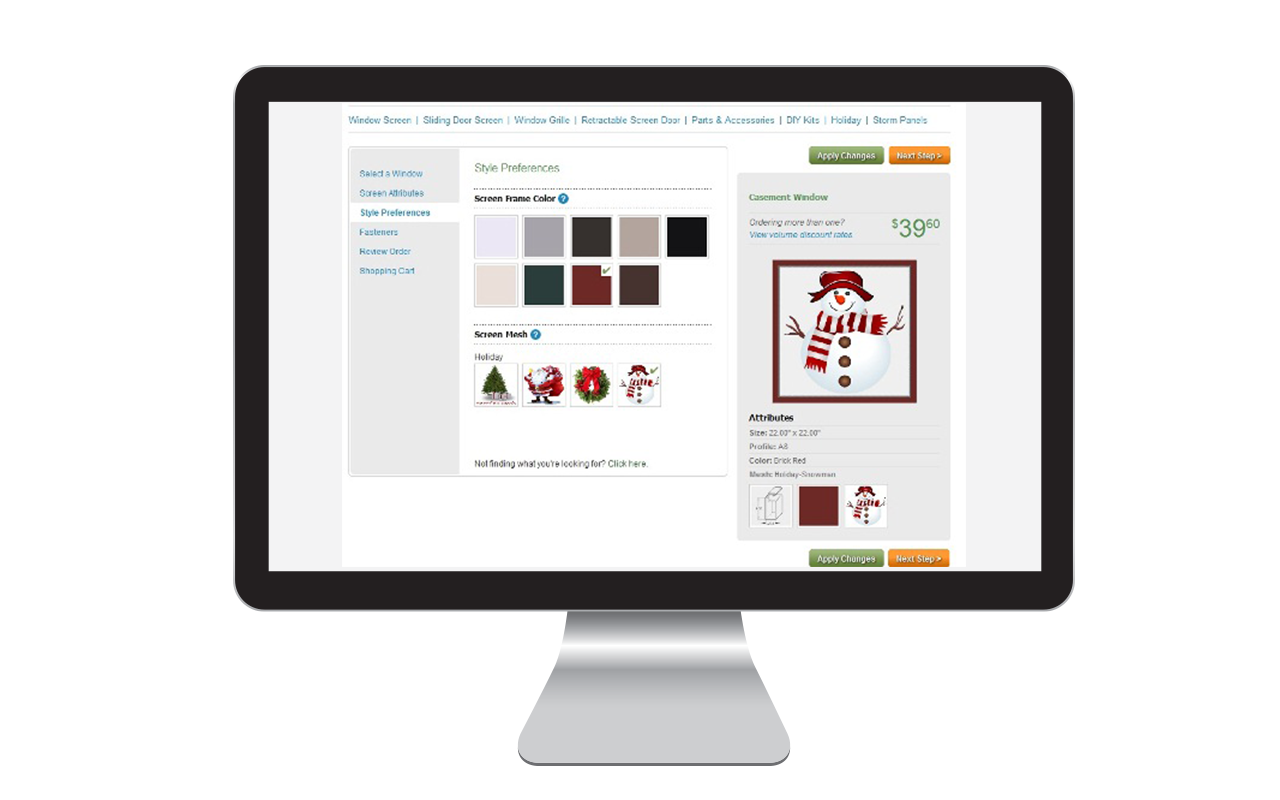 Window Screen | Sliding Door Screen | Window Grille | Retractable Screen Door | Parts & Accessories | DIY Kits | Holiday | Storm Panels
Select a Window
Screen Attributes
Style Preferences
Fasteners
Review Order
Shopping Cart
Style Preferences
Screen Frame Color ?
Screen Mesh ?
Holiday
Not finding what you're looking for? Click here.
Apply Changes Next Step >
Casement Window
Ordering more than one?
View volume discount rates
$39 60
Attributes
Size: 22.00" x 22.00"
Profile: A8
Color: Brick Red
Mesh: Holiday-Snowman
Apply Changes Next Step >